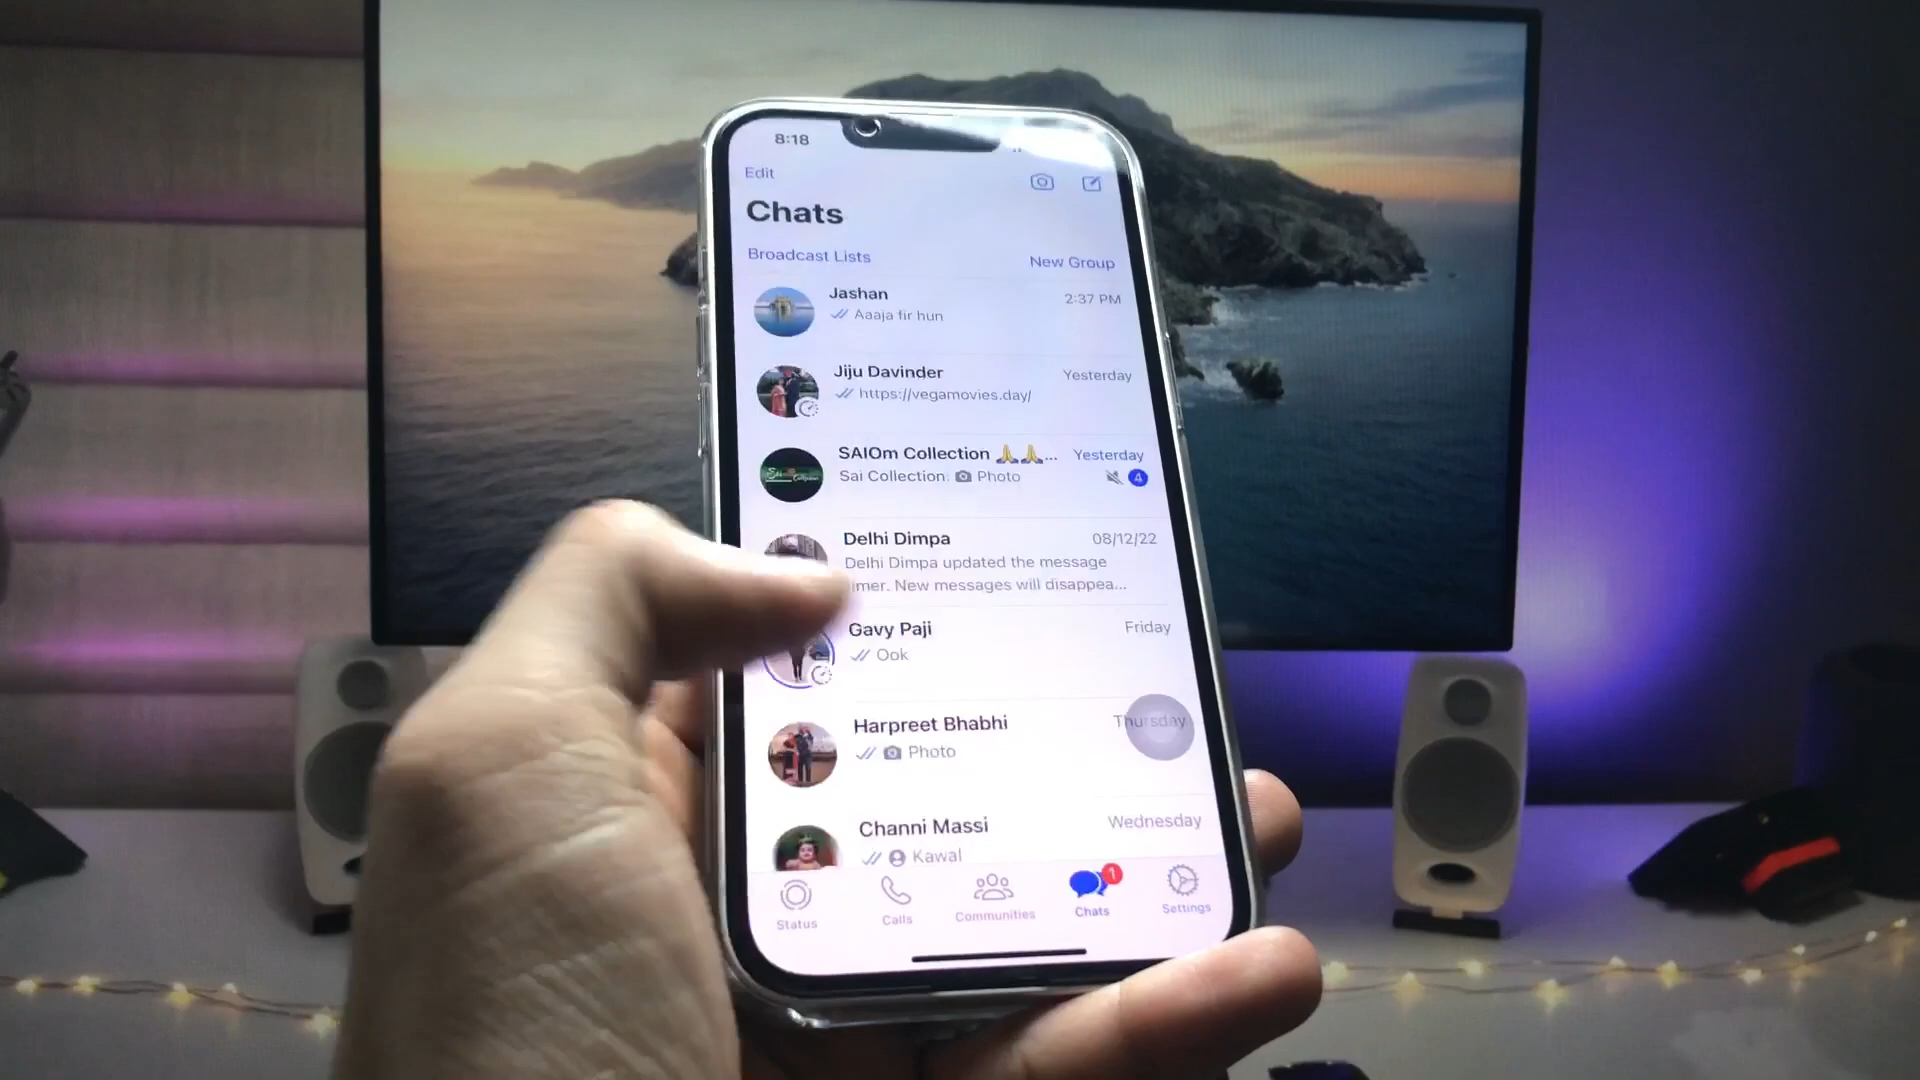 8:18
Edit
Chats
Broadcast Lists New Group
Jashan 2:37 PM
Aaaja fir hun
Jiju Davinder Yesterday
https://vegamovies.day/
SAIOm Collection 🙏🙏... Yesterday
Sai Collection: Photo 4
Delhi Dimpa 08/12/22
Delhi Dimpa updated the message
imer. New messages will disappea...
Gavy Paji Friday
Ook
Harpreet Bhabhi Thursday
Photo
Channi Massi Wednesday
Kawal
1
Status Calls Communities Chats Settings